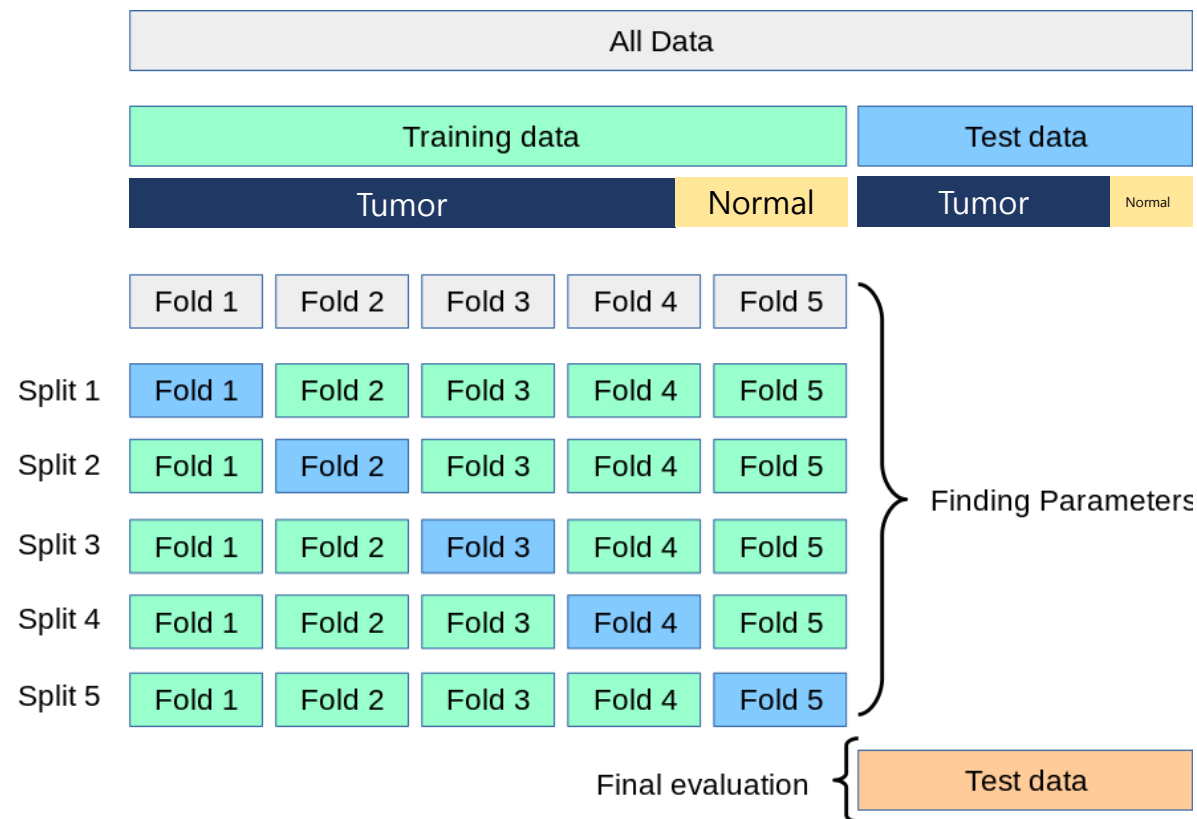 All Data
Training data Test data
Tumor Normal Tumor Normal
Fold 1 Fold 2 Fold 3 Fold 4 Fold 5
Split 1 Fold 1 Fold 2 Fold 3 Fold 4 Fold 5
Split 2 Fold 1 Fold 2 Fold 3 Fold 4 Fold 5
Finding Parameters
Split 3 Fold 1 Fold 2 Fold 3 Fold 4 Fold 5
Split 4 Fold 1 Fold 2 Fold 3 Fold 4 Fold 5
Split 5 Fold 1 Fold 2 Fold 3 Fold 4 Fold 5
Final evaluation Test data